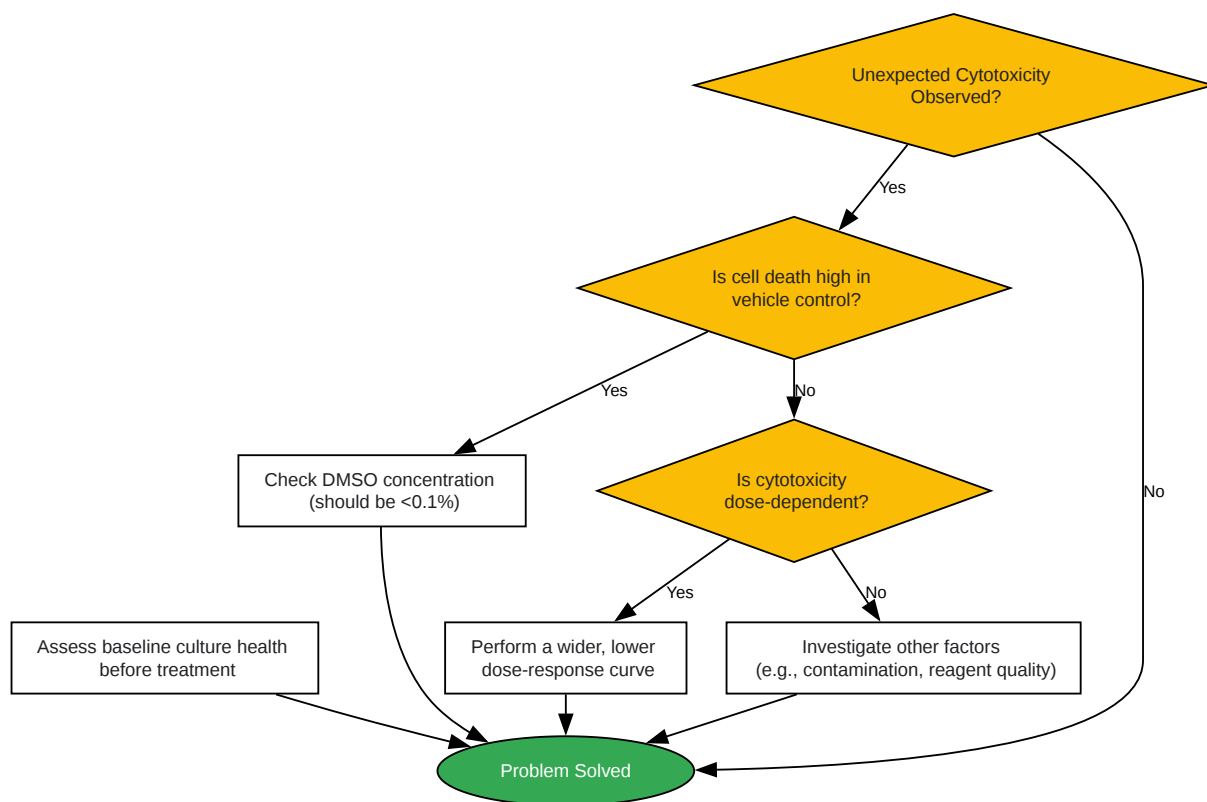 Unexpected Cytotoxicity
Observed?
Yes
Is cell death high in
vehicle control?
Yes
No
Check DMSO concentration
(should be <0.1%)
Is cytotoxicity
dose-dependent?
No
Yes
No
Assess baseline culture health
before treatment
Perform a wider, lower
dose-response curve
Investigate other factors
(e.g., contamination, reagent quality)
Problem Solved